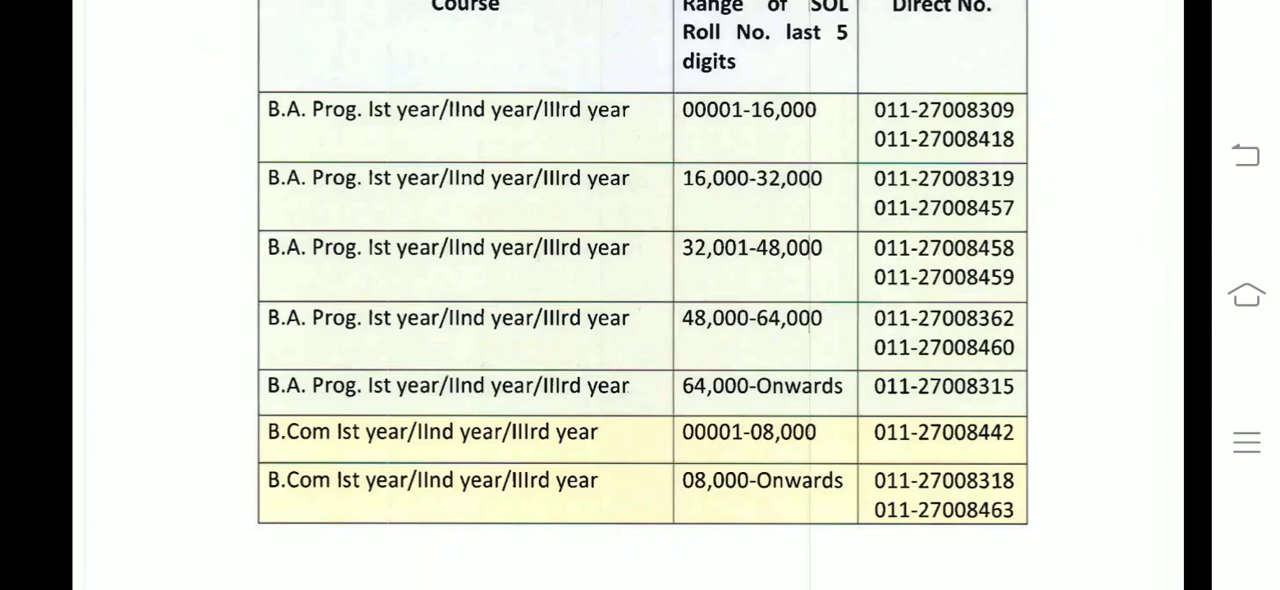 Course
Range of SOL
Roll No. last 5
digits
Direct No.
B.A. Prog. Ist year/IInd year/IIIrd year
00001-16,000
011-27008309
011-27008418
B.A. Prog. Ist year/IInd year/IIIrd year
16,000-32,000
011-27008319
011-27008457
B.A. Prog. Ist year/IInd year/IIIrd year
32,001-48,000
011-27008458
011-27008459
B.A. Prog. Ist year/IInd year/IIIrd year
48,000-64,000
011-27008362
011-27008460
B.A. Prog. Ist year/IInd year/IIIrd year
64,000-Onwards
011-27008315
B.Com Ist year/IInd year/IIIrd year
00001-08,000
011-27008442
B.Com Ist year/IInd year/IIIrd year
08,000-Onwards
011-27008318
011-27008463